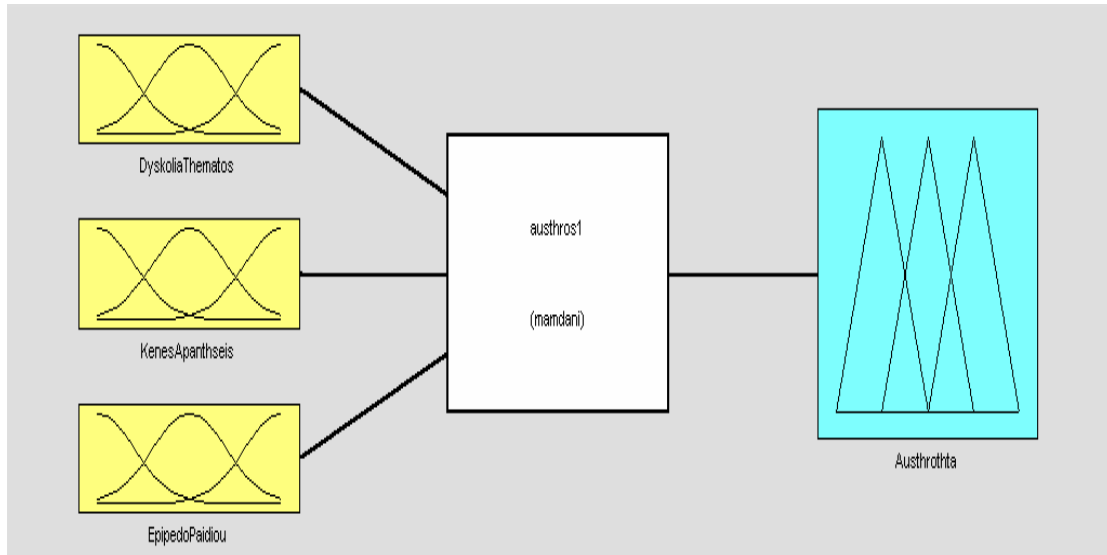 DyskoliaThematos
KenesApanthseis
EpipedoPaidiou
austhros1
(mamdani)
Austhrothta